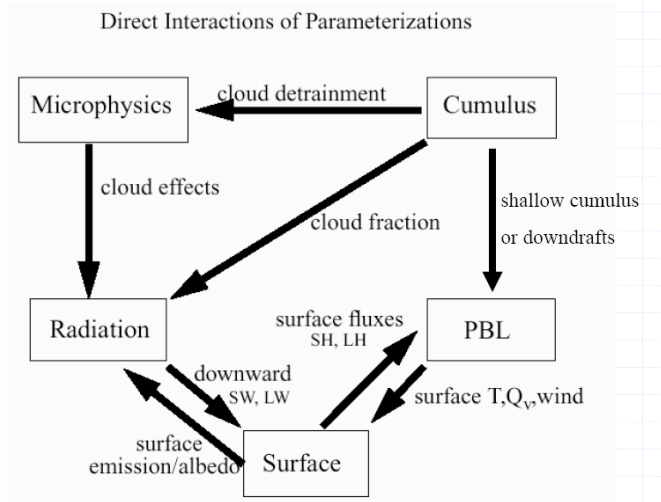 Direct Interactions of Parameterizations
Microphysics
cloud detrainment
Cumulus
cloud effects
cloud fraction
shallow cumulus
or downdrafts
Radiation
surface fluxes
SH, LH
PBL
downward
SW, LW
surface T,Qv,wind
surface
emission/albedo
Surface